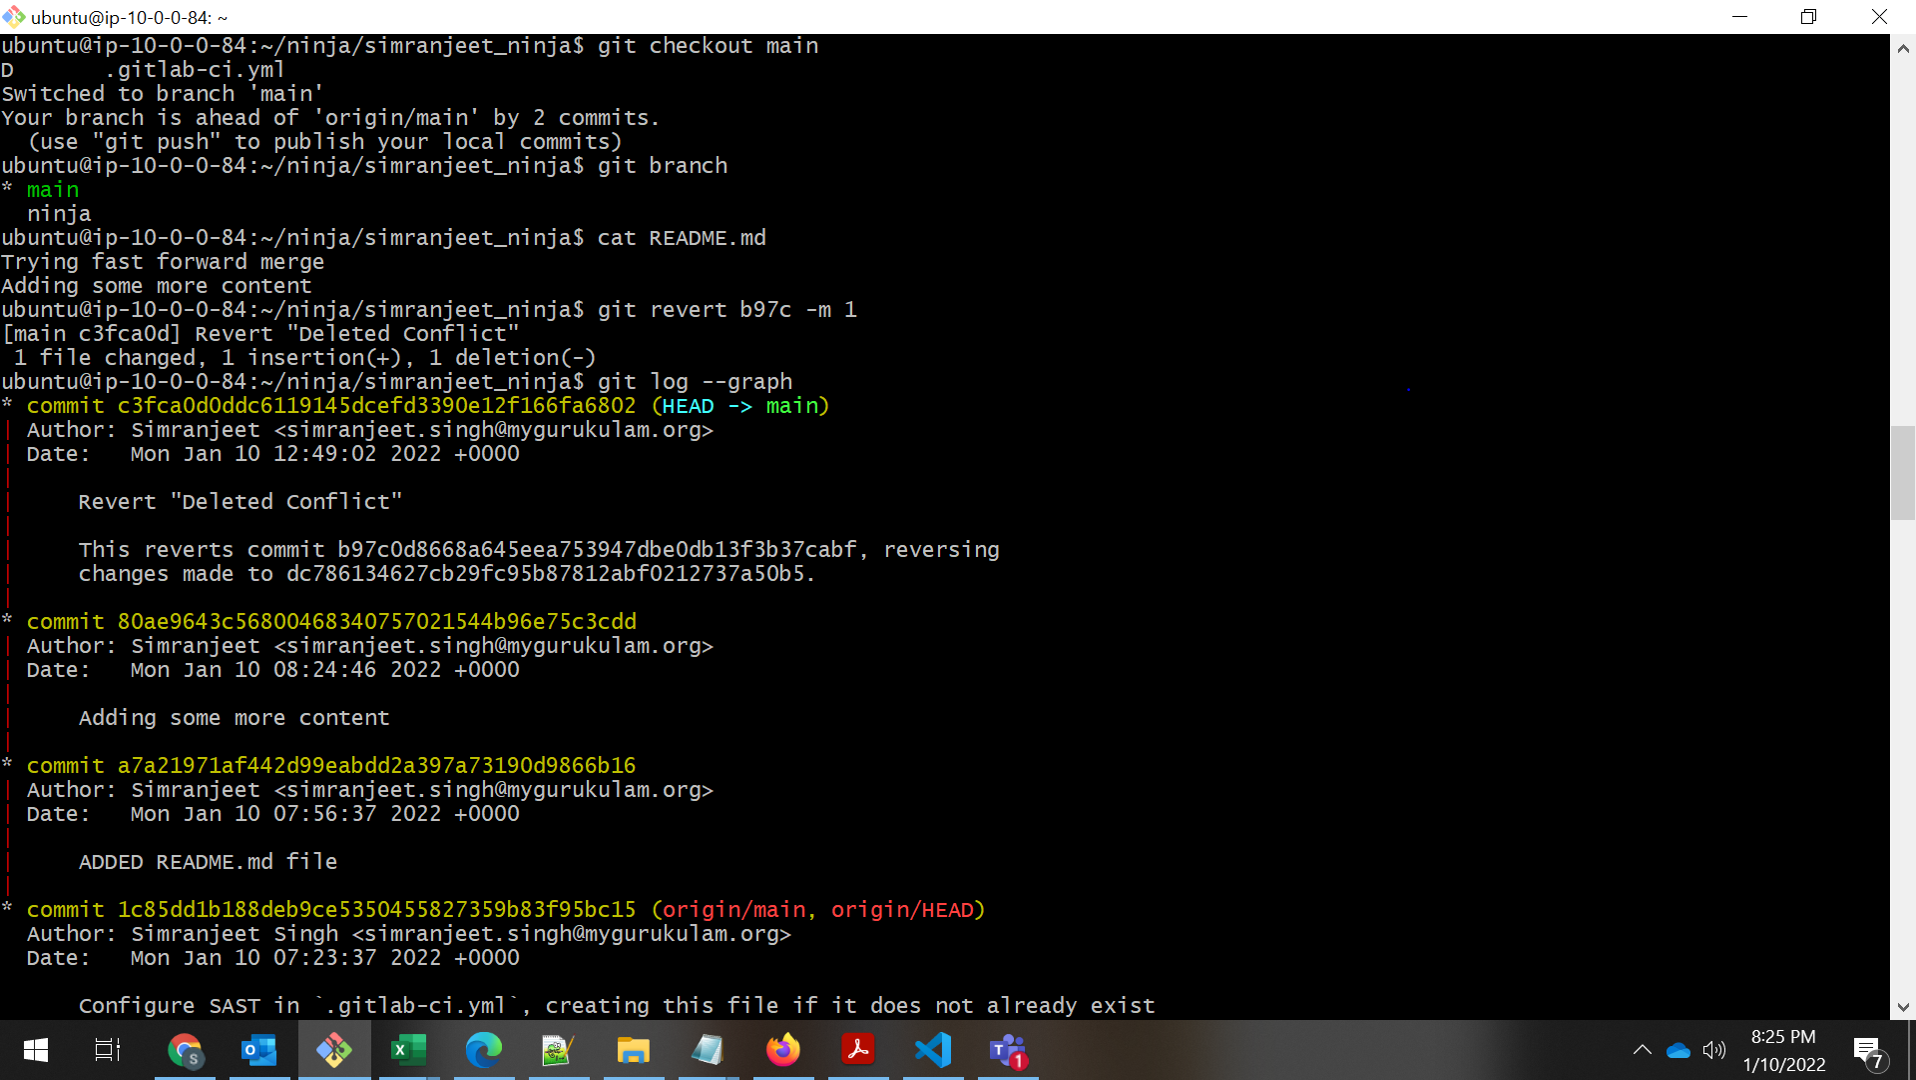 ubuntu@ip-10-0-0-84: ~
ubuntu@ip-10-0-0-84:~/ninja/simranjeet_ninja$ git checkout main
D       .gitlab-ci.yml
Switched to branch 'main'
Your branch is ahead of 'origin/main' by 2 commits.
  (use "git push" to publish your local commits)
ubuntu@ip-10-0-0-84:~/ninja/simranjeet_ninja$ git branch
* main
  ninja
ubuntu@ip-10-0-0-84:~/ninja/simranjeet_ninja$ cat README.md
Trying fast forward merge
Adding some more content
ubuntu@ip-10-0-0-84:~/ninja/simranjeet_ninja$ git revert b97c -m 1
[main c3fca0d] Revert "Deleted Conflict"
 1 file changed, 1 insertion(+), 1 deletion(-)
ubuntu@ip-10-0-0-84:~/ninja/simranjeet_ninja$ git log --graph
* commit c3fca0d0ddc6119145dcefd3390e12f166fa6802 (HEAD -> main)
| Author: Simranjeet <simranjeet.singh@mygurukulam.org>
| Date:   Mon Jan 10 12:49:02 2022 +0000
|
|     Revert "Deleted Conflict"
|
|     This reverts commit b97c0d8668a645eea753947dbe0db13f3b37cabf, reversing
|     changes made to dc786134627cb29fc95b87812abf0212737a50b5.
|
* commit 80ae9643c56800468340757021544b96e75c3cdd
| Author: Simranjeet <simranjeet.singh@mygurukulam.org>
| Date:   Mon Jan 10 08:24:46 2022 +0000
|
|     Adding some more content
|
* commit a7a21971af442d99eabdd2a397a73190d9866b16
| Author: Simranjeet <simranjeet.singh@mygurukulam.org>
| Date:   Mon Jan 10 07:56:37 2022 +0000
|
|     ADDED README.md file
|
* commit 1c85dd1b188deb9ce5350455827359b83f95bc15 (origin/main, origin/HEAD)
  Author: Simranjeet Singh <simranjeet.singh@mygurukulam.org>
  Date:   Mon Jan 10 07:23:37 2022 +0000

      Configure SAST in `.gitlab-ci.yml`, creating this file if it does not already exist
8:25 PM
1/10/2022
7
1